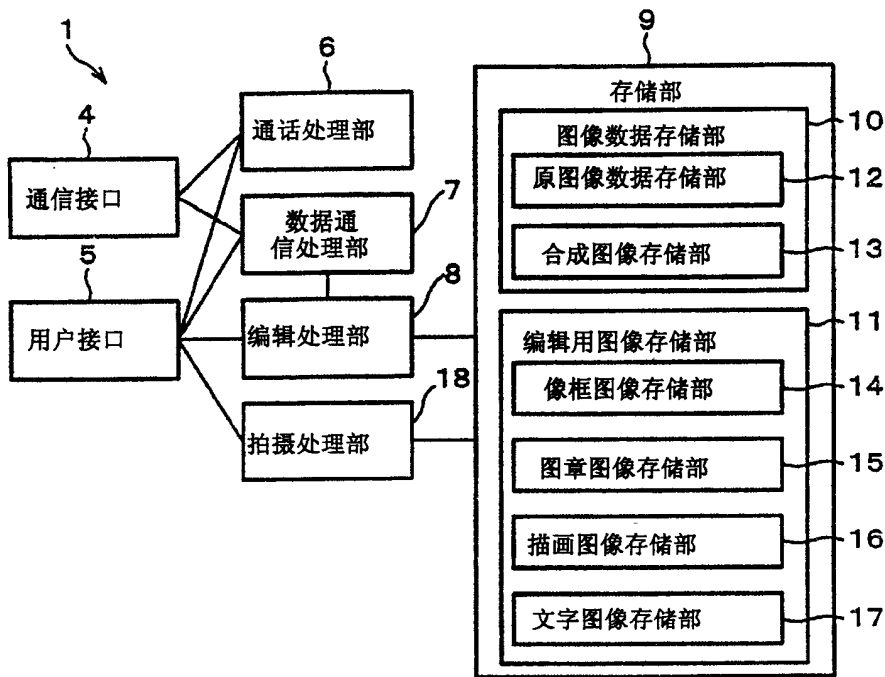 1
4
通信接口
5
用户接口
6
通话处理部
7
数据通
信处理部
8
编辑处理部
18
拍摄处理部
9
存储部
10
图像数据存储部
原图像数据存储部
12
合成图像存储部
13
11
编辑用图像存储部
像框图像存储部
14
图章图像存储部
15
描画图像存储部
16
文字图像存储部
17